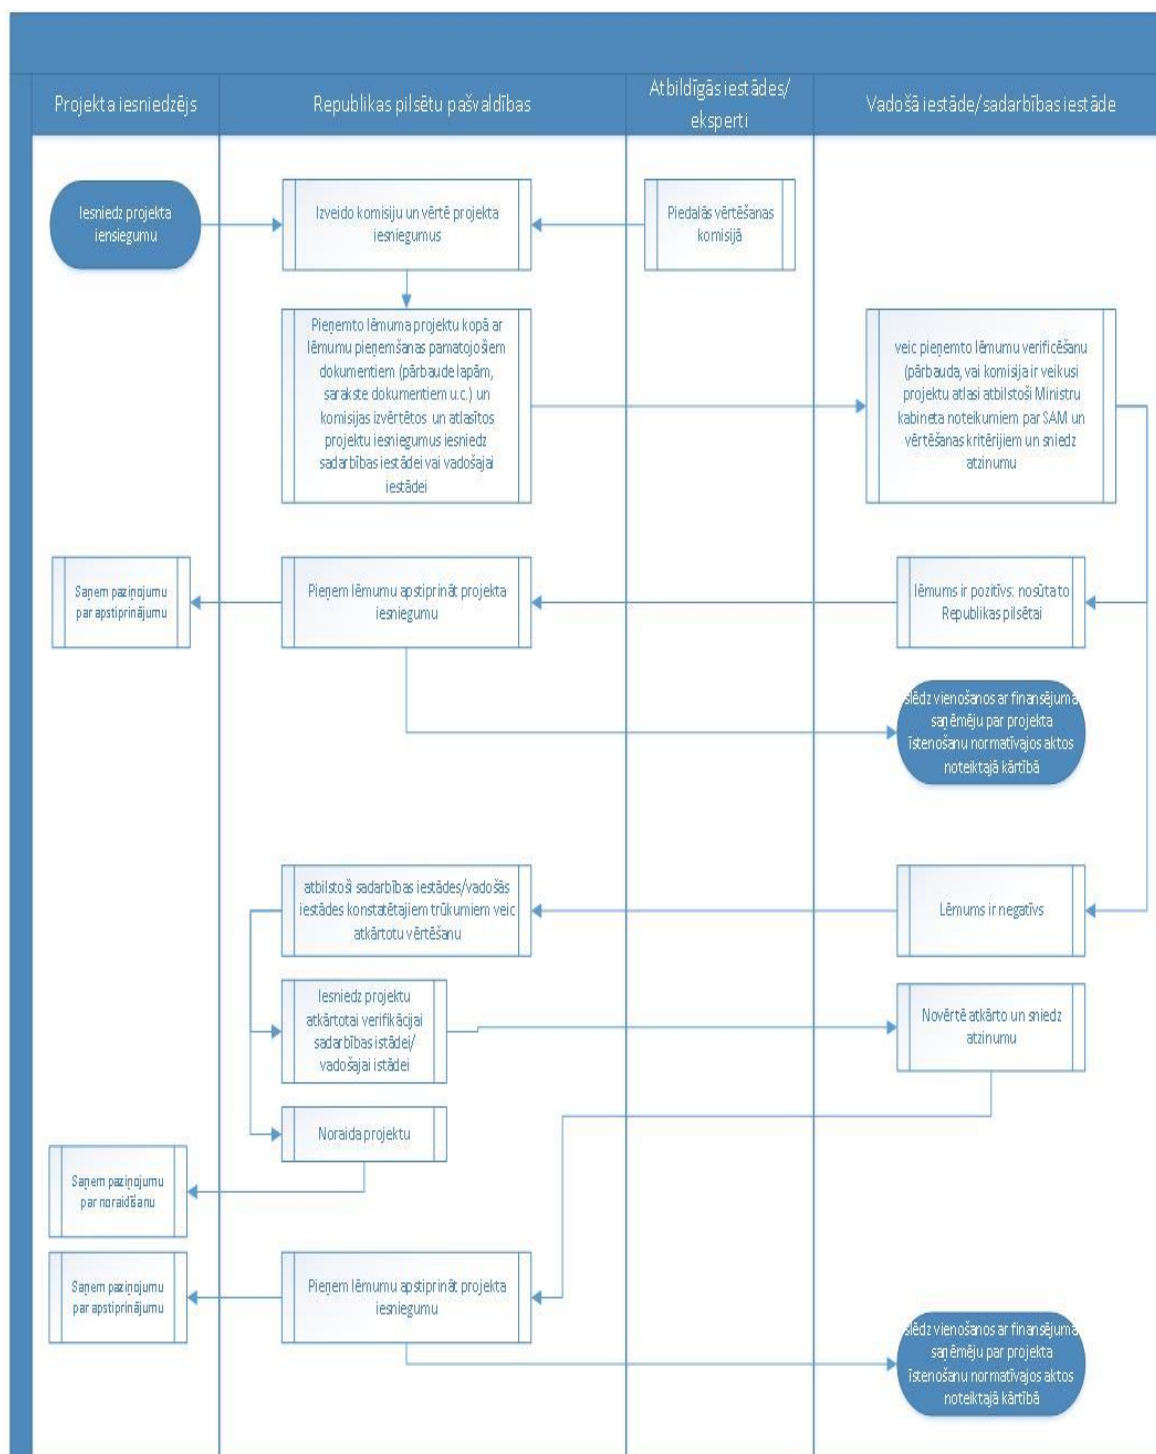 Projekta iesniedzējs
Republikas pilsētu pašvaldības
Atbildīgās iestādes/
eksperti
Vadošā iestāde/sadarbības iestāde
Iesniedz projekta
iensiegumu
Izveido komisiju un vērtē projekta
iesniegumus
Piedalās vērtēšanas
komisijā
Pieņemto lēmuma projektu kopā ar
lēmumu pieņemšanas pamatojošiem
dokumentiem (pārbaude lapām,
sarakste dokumentiem u.c.) un
komisijas izvērtētos un atlasītos
projektu iesniegumus iesniedz
sadarbības iestādei vai vadošajai
iestādei
veic pieņemto lēmumu verificēšanu
(pārbauda, vai komisija ir veikusi
projektu atlasi atbilstoši Ministru
kabineta noteikumiem par SAM un
vērtēšanas kritērijiem un sniedz
atzinumu
Saņem paziņojumu
par apstiprinājumu
Pieņem lēmumu apstiprināt projekta
iesniegumu
lēmums ir pozitīvs: nosūta to
Republikas pilsētai
slēdz vienošanos ar finansējuma
saņēmēju par projekta
īstenošanu normatīvajos aktos
noteiktajā kārtībā
atbilstoši sadarbības iestādes/vadošās
iestādes konstatētajiem trūkumiem veic
atkārtotu vērtēšanu
Lēmums ir negatīvs
Iesniedz projektu
atkārtotai verifikācijai
sadarbības istādei/
vadošajai istādei
Novērtē atkārto un sniedz
atzinumu
Noraida projektu
Saņem paziņojumu
par noraidīšanu
Saņem paziņojumu
par apstiprinājumu
Pieņem lēmumu apstiprināt projekta
iesniegumu
slēdz vienošanos ar finansējuma
saņēmēju par projekta
īstenošanu normatīvajos aktos
noteiktajā kārtībā